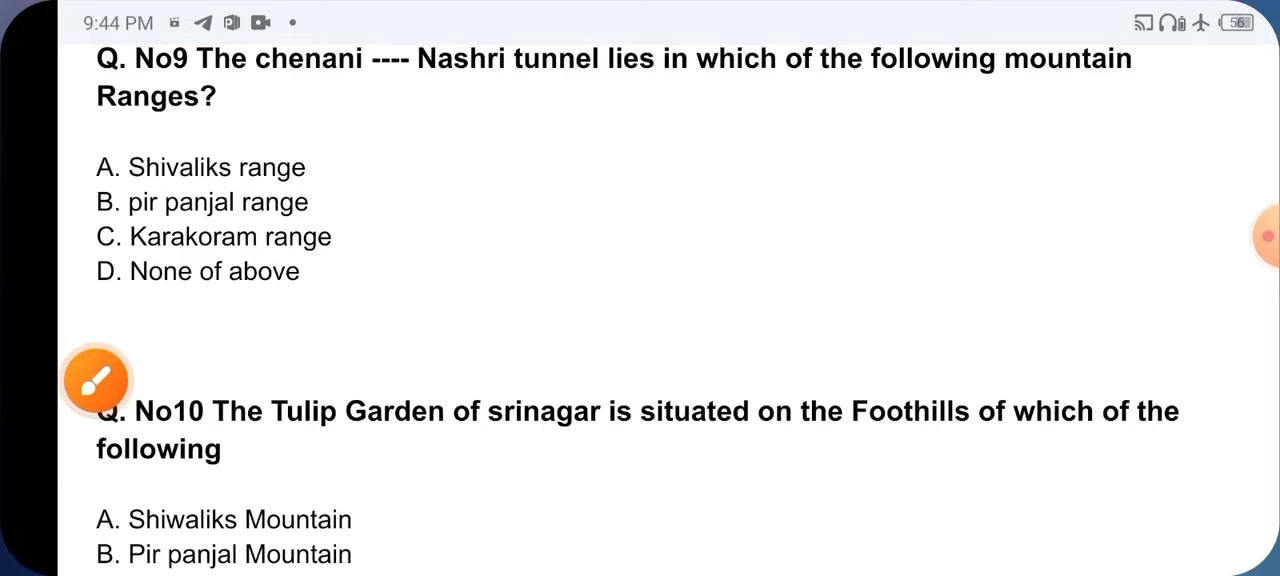 9:44 PM
56
Q. No9 The chenani ---- Nashri tunnel lies in which of the following mountain
Ranges?
A. Shivaliks range
B. pir panjal range
C. Karakoram range
D. None of above
Q. No10 The Tulip Garden of srinagar is situated on the Foothills of which of the
following
A. Shiwaliks Mountain
B. Pir panjal Mountain